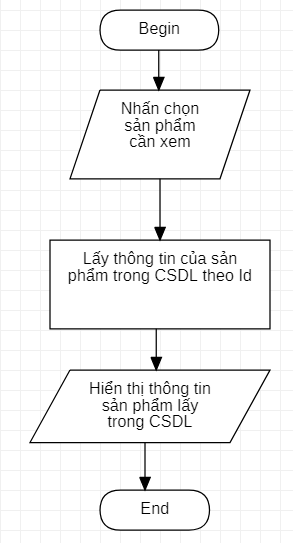 Begin
Nhấn chọn
sản phẩm
cần xem
Lấy thông tin của sản
phẩm trong CSDL theo Id
Hiển thị thông tin
sản phẩm lấy
trong CSDL
End